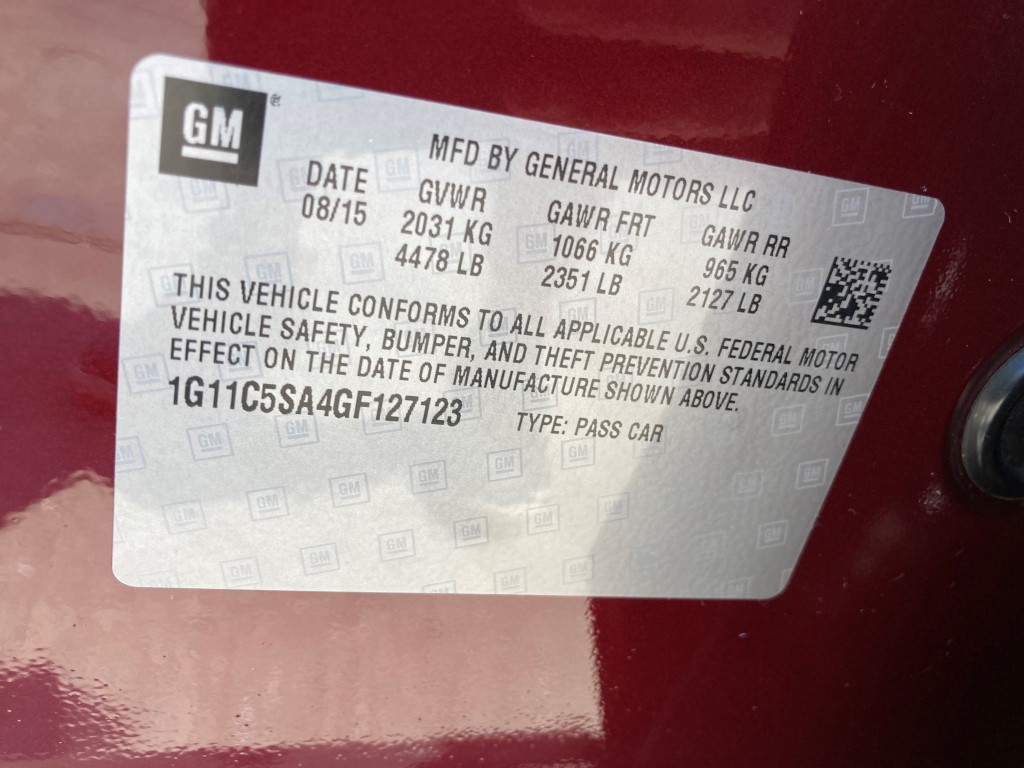 GM ®
MFD BY GENERAL MOTORS LLC
DATE GVWR GAWR FRT GAWR RR
08/15 2031 KG 1066 KG 965 KG
4478 LB 2351 LB 2127 LB
THIS VEHICLE CONFORMS TO ALL APPLICABLE U.S. FEDERAL MOTOR
VEHICLE SAFETY, BUMPER, AND THEFT PREVENTION STANDARDS IN
EFFECT ON THE DATE OF MANUFACTURE SHOWN ABOVE.
1G11C5SA4GF127123 TYPE: PASS CAR